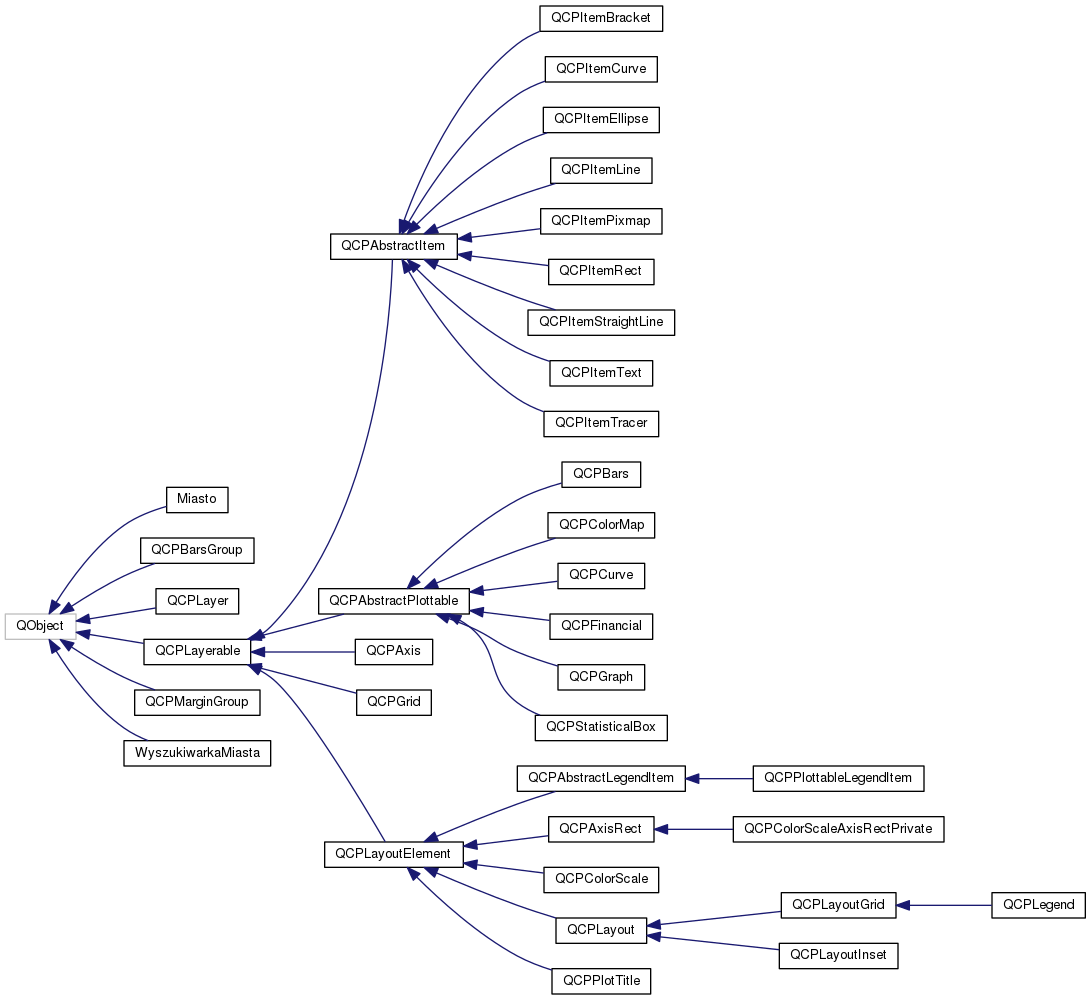 QCPItemBracket
QCPItemCurve
QCPItemEllipse
QCPItemLine
QCPItemPixmap
QCPAbstractItem
QCPItemRect
QCPItemStraightLine
QCPItemText
QCPItemTracer
QCPBars
Miasto
QCPColorMap
QCPBarsGroup
QCPCurve
QCPLayer
QCPAbstractPlottable
QObject
QCPFinancial
QCPLayerable
QCPAxis
QCPGraph
QCPMarginGroup
QCPGrid
QCPStatisticalBox
WyszukiwarkaMiasta
QCPAbstractLegendItem
QCPPlottableLegendItem
QCPAxisRect
QCPColorScaleAxisRectPrivate
QCPLayoutElement
QCPColorScale
QCPLayoutGrid
QCPLegend
QCPLayout
QCPLayoutInset
QCPPlotTitle